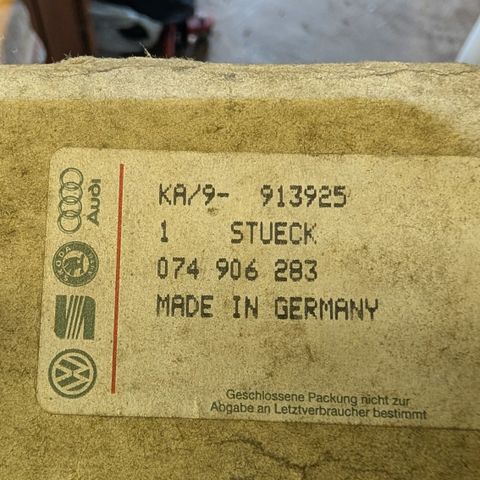 Audi
SKODA
KA/9- 913925
1 STUECK
074 906 283
MADE IN GERMANY
Geschlossene Packung nicht zur
Abgabe an Letztverbraucher bestimmt